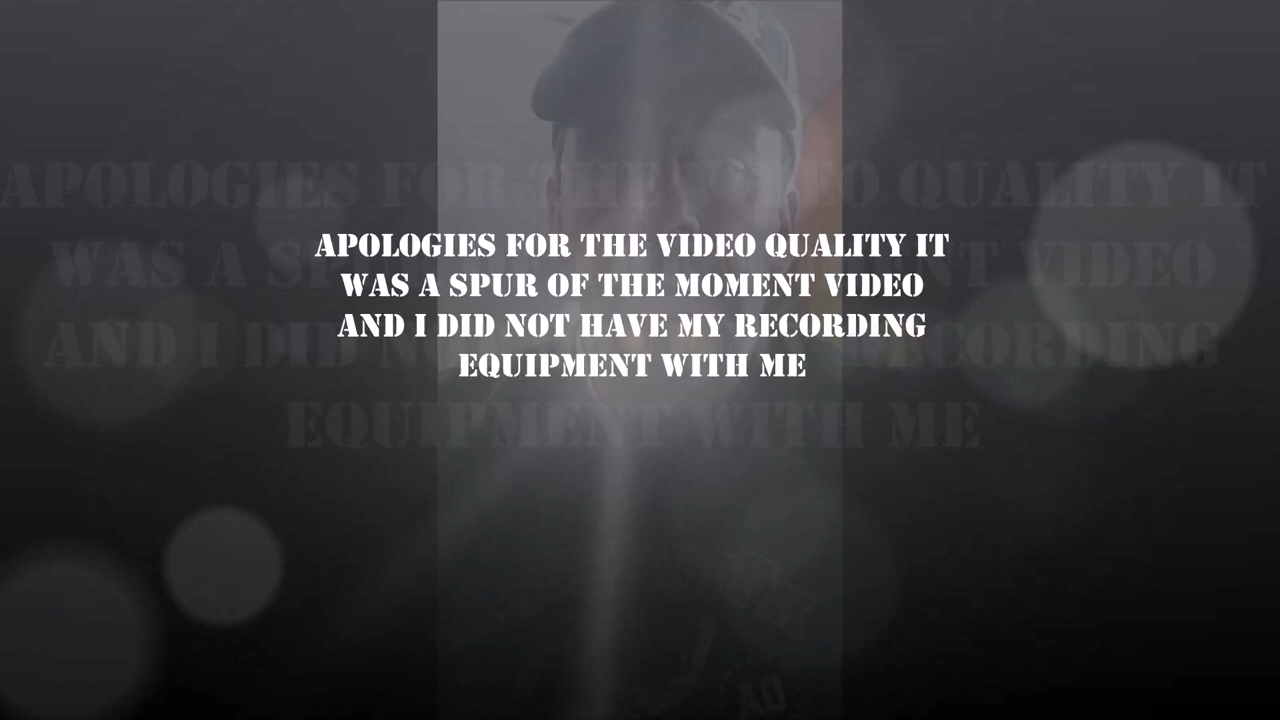 APOLOGIES FOR THE VIDEO QUALITY IT
WAS A SPUR OF THE MOMENT VIDEO
AND I DID NOT HAVE MY RECORDING
EQUIPMENT WITH ME